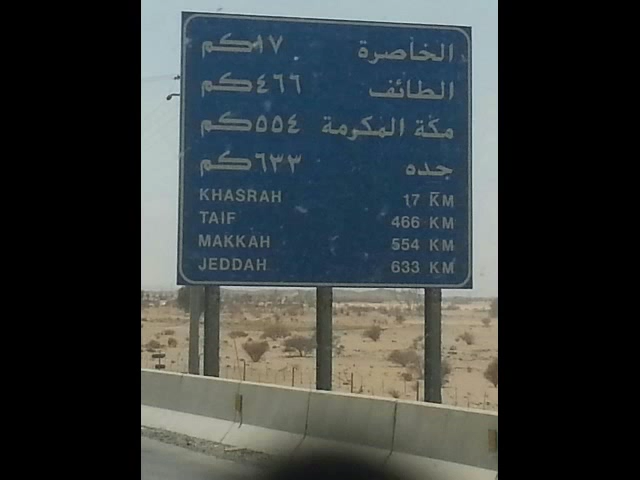 الخاصرة ١٧كم
الطائف ٤٦٦كم
مكة المكرمة ٥٥٤كم
جده ٦٣٣كم
KHASRAH 17 KM
TAIF 466 KM
MAKKAH 554 KM
JEDDAH 633 KM